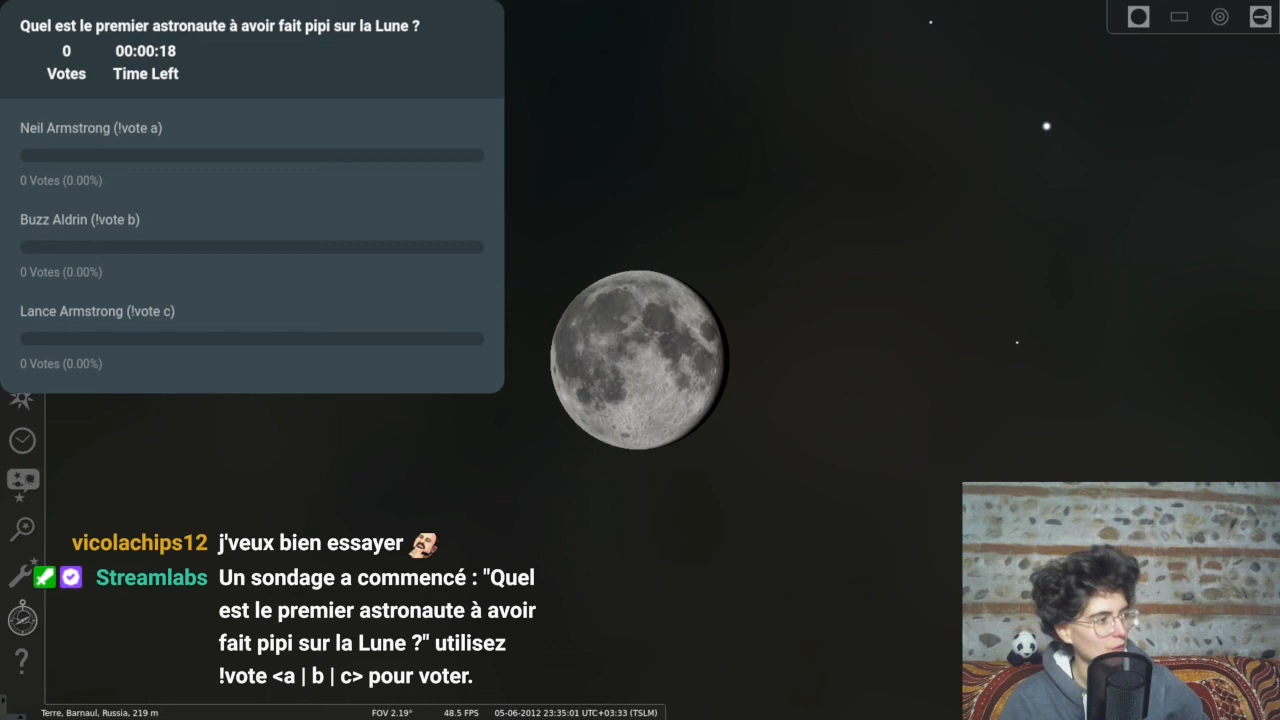 Quel est le premier astronaute à avoir fait pipi sur la Lune ?
0 00:00:18
Votes Time Left
Neil Armstrong (!vote a)
0 Votes (0.00%)
Buzz Aldrin (!vote b)
0 Votes (0.00%)
Lance Armstrong (!vote c)
0 Votes (0.00%)
vicolachips12 j'veux bien essayer
Streamlabs Un sondage a commencé : "Quel
est le premier astronaute à avoir
fait pipi sur la Lune ?" utilisez
!vote <a | b | c> pour voter.
?
Terre, Barnaul, Russia, 219 m FOV 2.19° 48.5 FPS 05-06-2012 23:35:01 UTC+03:33 (TSLM)